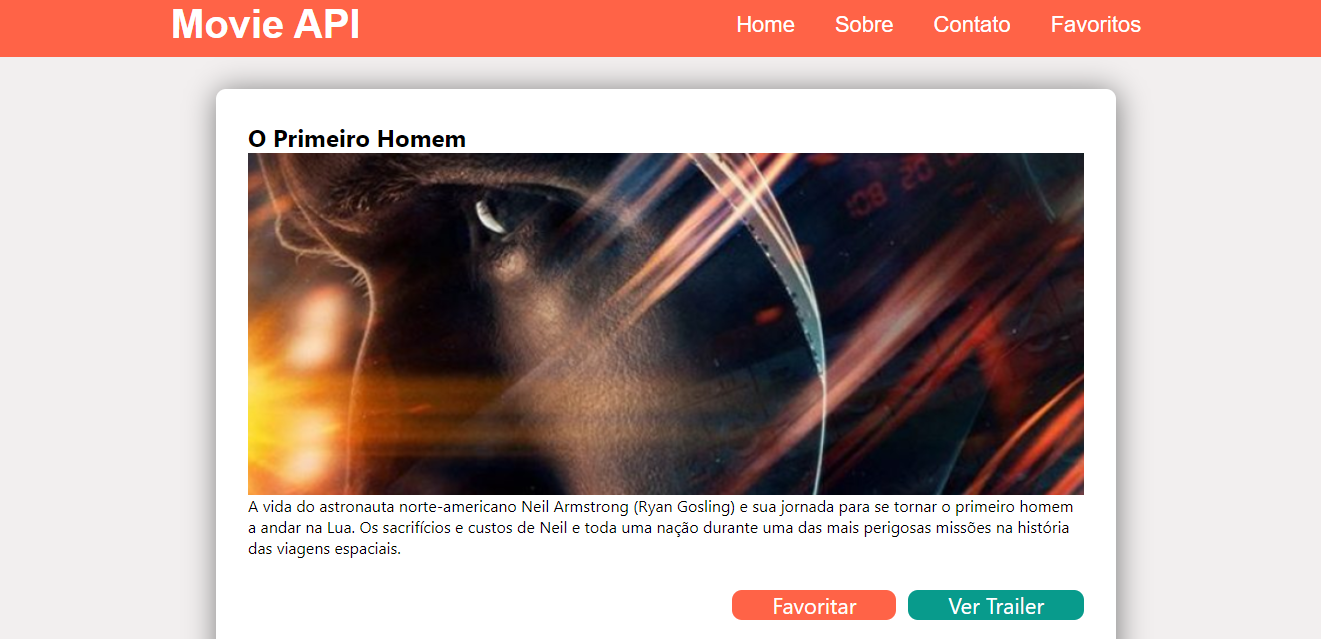 Movie API
Home Sobre Contato Favoritos
O Primeiro Homem
A vida do astronauta norte-americano Neil Armstrong (Ryan Gosling) e sua jornada para se tornar o primeiro homem
a andar na Lua. Os sacrifícios e custos de Neil e toda uma nação durante uma das mais perigosas missões na história
das viagens espaciais.
Favoritar Ver Trailer